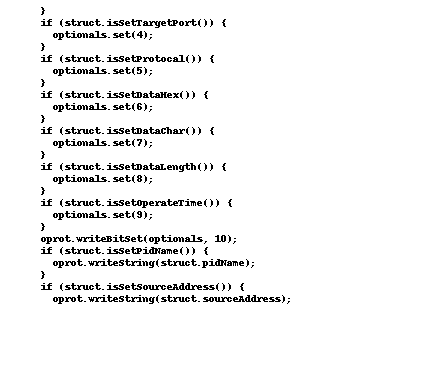 }
if (struct.isSetTargetPort()) {
optionals.set(4);
}
if (struct.isSetProtocal()) {
optionals.set(5);
}
if (struct.isSetDataHex()) {
optionals.set(6);
}
if (struct.isSetDataChar()) {
optionals.set(7);
}
if (struct.isSetDataLength()) {
optionals.set(8);
}
if (struct.isSetOperateTime()) {
optionals.set(9);
}
oprot.writeBitSet(optionals, 10);
if (struct.isSetPidName()) {
oprot.writeString(struct.pidName);
}
if (struct.isSetSourceAddress()) {
oprot.writeString(struct.sourceAddress);